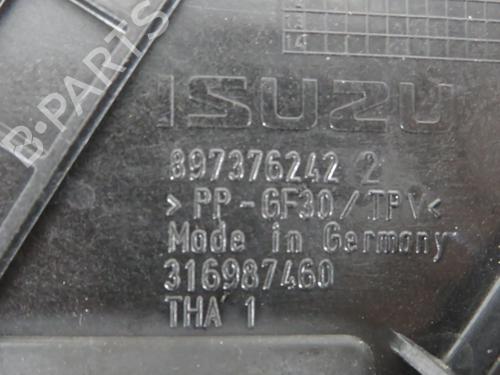 B-PARTS
ISUZU
897376242 2
>PP-GF30/TPV<
Made in Germany
316987460
THA 1